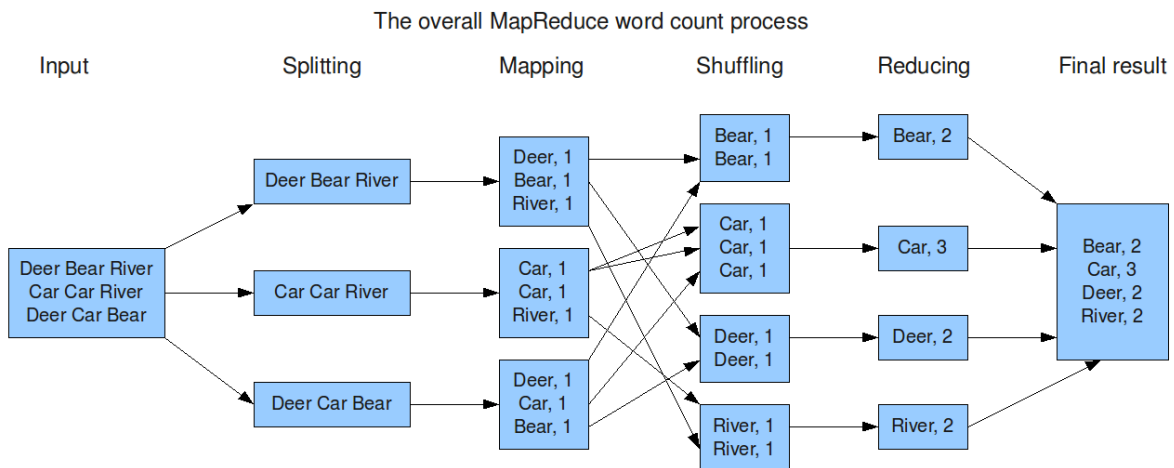 The overall MapReduce word count process
Input
Splitting
Mapping
Shuffling
Reducing
Final result
Deer Bear River
Car Car River
Deer Car Bear
Deer Bear River
Car Car River
Deer Car Bear
Deer, 1
Bear, 1
River, 1
Car, 1
Car, 1
River, 1
Deer, 1
Car, 1
Bear, 1
Bear, 1
Bear, 1
Car, 1
Car, 1
Car, 1
Deer, 1
Deer, 1
River, 1
River, 1
Bear, 2
Car, 3
Deer, 2
River, 2
Bear, 2
Car, 3
Deer, 2
River, 2